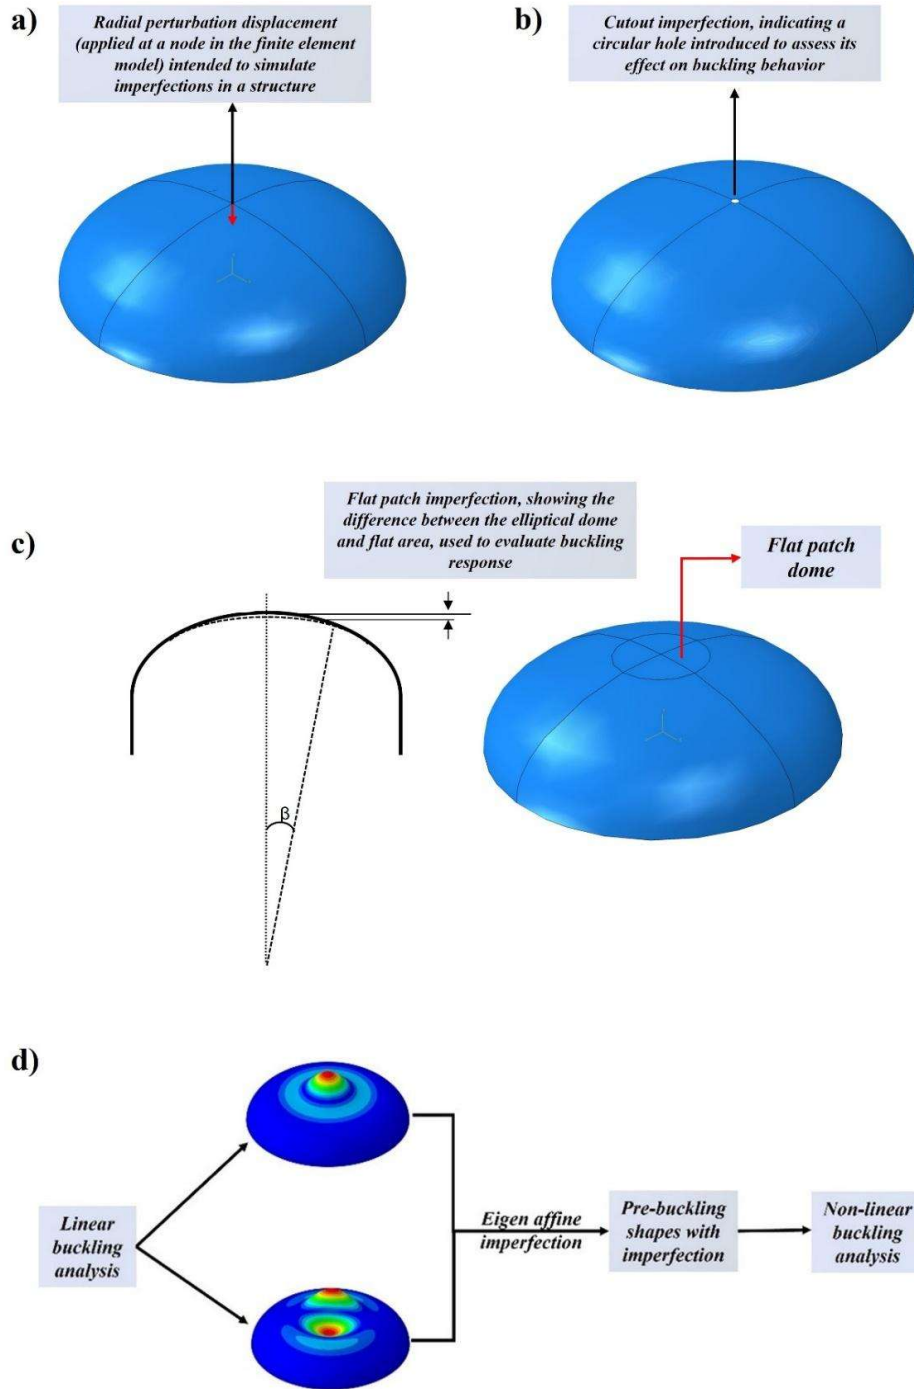 a)
Radial perturbation displacement
(applied at a node in the finite element
model) intended to simulate
imperfections in a structure
b)
Cutout imperfection, indicating a
circular hole introduced to assess its
effect on buckling behavior
c)
Flat patch imperfection, showing the
difference between the elliptical dome
and flat area, used to evaluate buckling
response
Flat patch
dome
β
d)
Linear
buckling
analysis
Eigen affine
imperfection
Pre-buckling
shapes with
imperfection
Non-linear
buckling
analysis